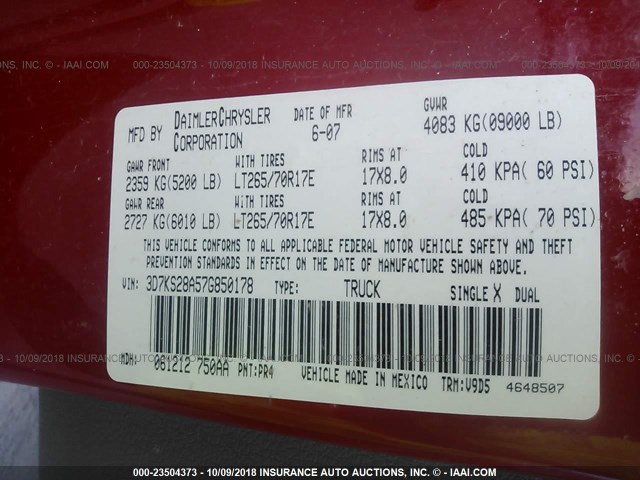 000-23504373 - 10/09/2018 INSURANCE AUTO AUCTIONS, INC. - © IAAI.COM
MFD BY DAIMLERCHRYSLER CORPORATION DATE OF MFR 6-07 GVWR 4083 KG(09000 LB)
GAWR FRONT WITH TIRES RIMS AT COLD
2359 KG(5200 LB) LT265/70R17E 17X8.0 410 KPA( 60 PSI)
GAWR REAR WITH TIRES RIMS AT COLD
2727 KG(6010 LB) LT265/70R17E 17X8.0 485 KPA( 70 PSI)
THIS VEHICLE CONFORMS TO ALL APPLICABLE FEDERAL MOTOR VEHICLE SAFETY AND THEFT
PREVENTION STANDARDS IN EFFECT ON THE DATE OF MANUFACTURE SHOWN ABOVE.
VIN: 3D7KS28A57G850178 TYPE: TRUCK SINGLE X DUAL
MDH: 061212 750AA PNT:PR4 VEHICLE MADE IN MEXICO TRM:V9D5 4648507
000-23504373 - 10/09/2018 INSURANCE AUTO AUCTIONS, INC. - © IAAI.COM